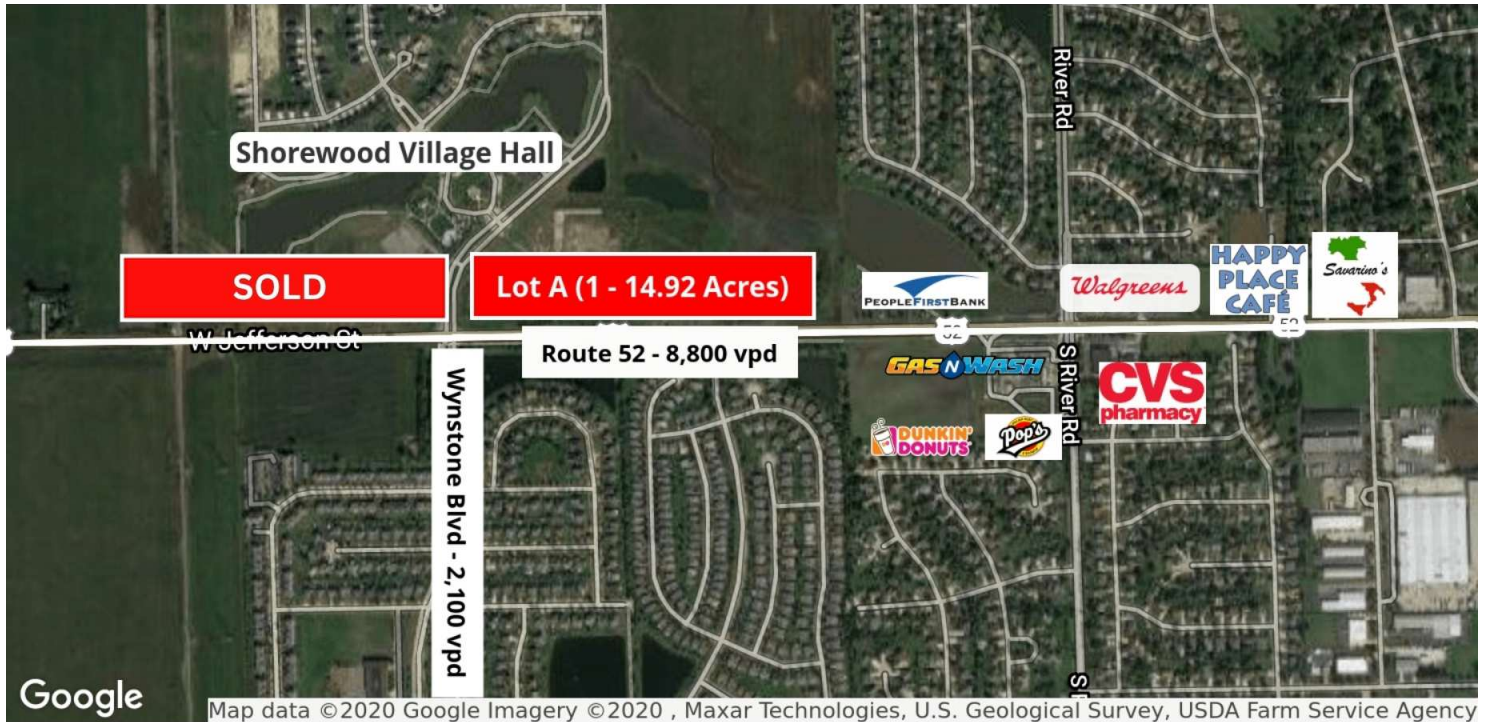 River Rd
Shorewood Village Hall
SOLD
Lot A (1 - 14.92 Acres)
PEOPLEFIRSTBANK
Walgreens
HAPPY
PLACE
CAFÉ
Savarino's
W Jefferson St
52
52
Route 52 - 8,800 vpd
GAS N WASH
S River Rd
CVS
pharmacy
Wynstone Blvd - 2,100 vpd
DUNKIN'
DONUTS
Pop's
Google
Map data ©2020 Google Imagery ©2020 , Maxar Technologies, U.S. Geological Survey, USDA Farm Service Agency